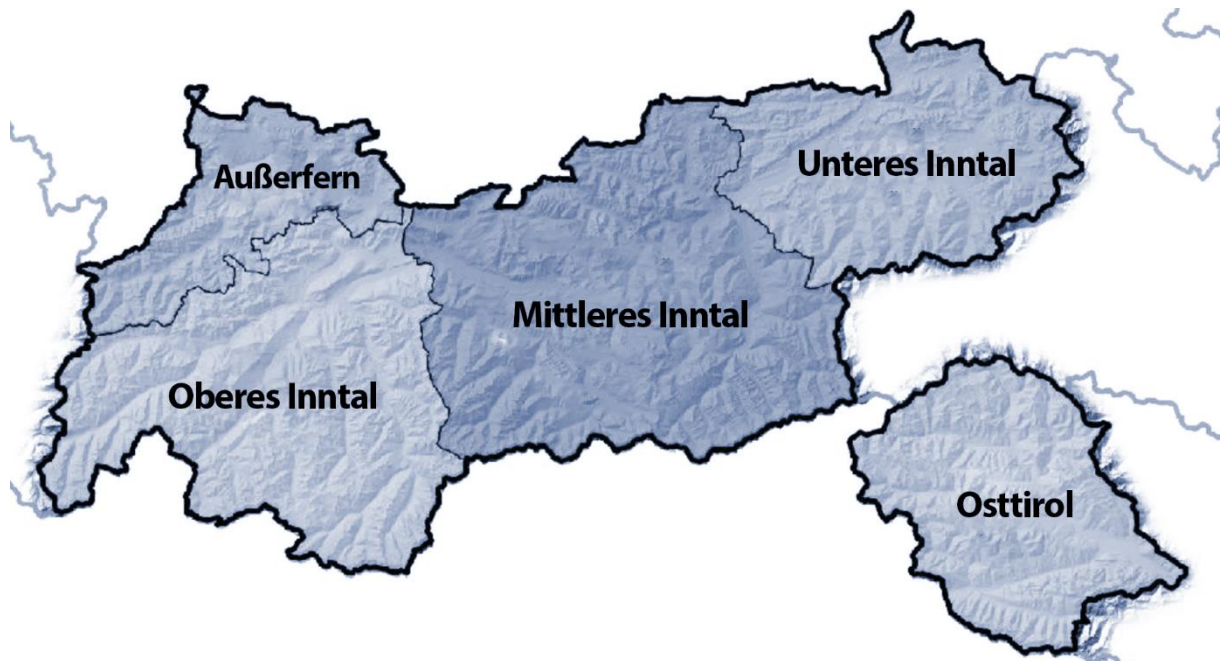 Unteres Inntal
Außerfern
Mittleres Inntal
Oberes Inntal
Osttirol